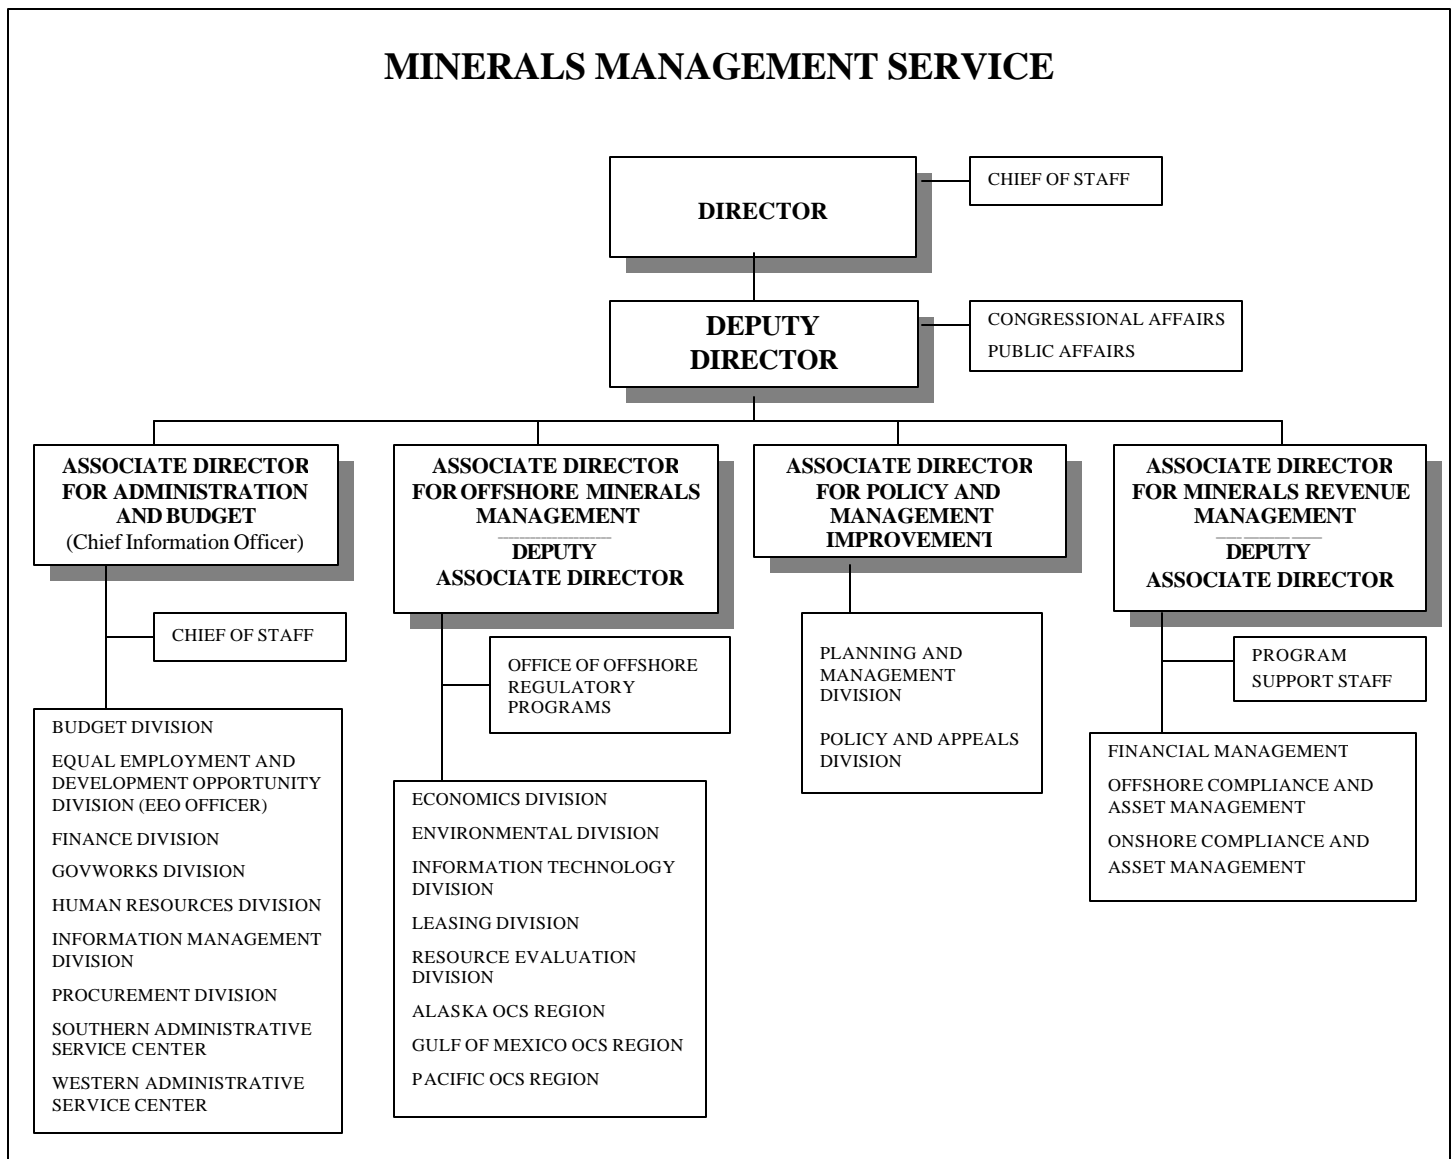 MINERALS MANAGEMENT SERVICE
DIRECTOR
CHIEF OF STAFF
DEPUTY
DIRECTOR
CONGRESSIONAL AFFAIRS
PUBLIC AFFAIRS
ASSOCIATE DIRECTOR
FOR ADMINISTRATION
AND BUDGET
(Chief Information Officer)
CHIEF OF STAFF
BUDGET DIVISION
EQUAL EMPLOYMENT AND
DEVELOPMENT OPPORTUNITY
DIVISION (EEO OFFICER)
FINANCE DIVISION
GOVWORKS DIVISION
HUMAN RESOURCES DIVISION
INFORMATION MANAGEMENT
DIVISION
PROCUREMENT DIVISION
SOUTHERN ADMINISTRATIVE
SERVICE CENTER
WESTERN ADMINISTRATIVE
SERVICE CENTER
ASSOCIATE DIRECTOR
FOR OFFSHORE MINERALS
MANAGEMENT
DEPUTY
ASSOCIATE DIRECTOR
OFFICE OF OFFSHORE
REGULATORY
PROGRAMS
ECONOMICS DIVISION
ENVIRONMENTAL DIVISION
INFORMATION TECHNOLOGY
DIVISION
LEASING DIVISION
RESOURCE EVALUATION
DIVISION
ALASKA OCS REGION
GULF OF MEXICO OCS REGION
PACIFIC OCS REGION
ASSOCIATE DIRECTOR
FOR POLICY AND
MANAGEMENT
IMPROVEMENT
PLANNING AND
MANAGEMENT
DIVISION
POLICY AND APPEALS
DIVISION
ASSOCIATE DIRECTOR
FOR MINERALS REVENUE
MANAGEMENT
DEPUTY
ASSOCIATE DIRECTOR
PROGRAM
SUPPORT STAFF
FINANCIAL MANAGEMENT
OFFSHORE COMPLIANCE AND
ASSET MANAGEMENT
ONSHORE COMPLIANCE AND
ASSET MANAGEMENT